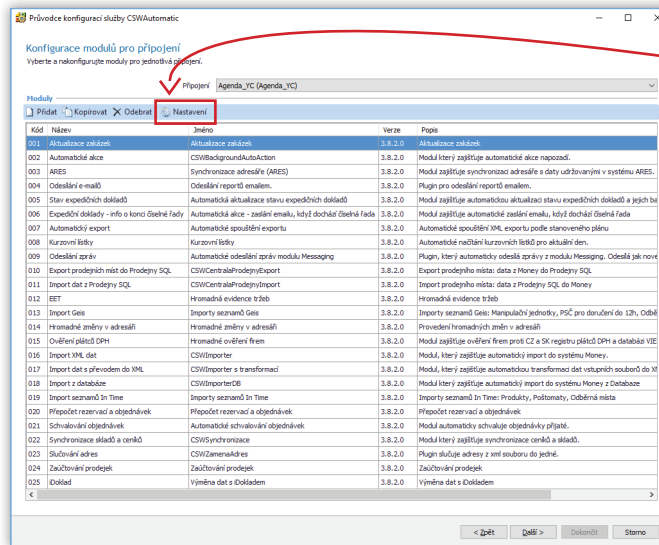 Průvodce konfigurací služby CSWAutomatic
Konfigurace modulů pro připojení
Vyberte a nakonfigurujte moduly pro jednotlivá připojení.
Připojení Agenda_YC (Agenda_YC)
Moduly
Přidat Kopírovat Odebrat Nastavení
Kód Název Jméno Verze Popis
001 Aktualizace zakázek Aktualizace zakázek 3.8.2.0 Aktualizace zakázek
002 Automatické akce CSWBackgroundAutoAction 3.8.2.0 Modul který zajišťuje automatické akce napozadí.
003 ARES Synchronizace adresáře (ARES) 3.8.2.0 Modul zajišťuje synchronizaci adresáře s daty udržovanými v systému ARES.
004 Odesílání e-mailů Odesílání reportů emailem. 3.8.2.0 Plugin pro odesílání reportů emailem.
005 Stav expedičních dokladů Automatická aktualizace stavu expedičních dokladů 3.8.2.0 Modul zajišťuje automatickou aktualizaci stavu expedičních dokladů a jejich ba
006 Expediční doklady - info o konci číselné řady Automatická akce - zaslání emailu, když dochází číselná řada 3.8.2.0 Modul zajišťuje automatické zaslání emailu, když dochází číselná řada
007 Automatický export Automatické spouštění exportu 3.8.2.0 Automatické spouštění XML exportu podle stanoveného plánu
008 Kurzovní lístky Kurzovní lístky 3.8.2.0 Automatické načítání kurzovních lístků pro aktuální den.
009 Odesílání zpráv Automatické odesílání zpráv modulu Messaging 3.8.2.0 Plugin, který automaticky odesílá zprávy z modulu Messiging. Odesílá jak nové
010 Export prodejních míst do Prodejny SQL CSWCentralaProdejnyExport 3.8.2.0 Export prodejního místa: data z Money do Prodejny SQL
011 Import dat z Prodejny SQL CSWCentralaProdejnyImport 3.8.2.0 Import prodejního místa: data z Prodejny SQL do Money
012 EET Hromadná evidence tržeb 3.8.2.0 Hromadná evidence tržeb
013 Import Geis Importy seznamů Geis 3.8.2.0 Importy seznamů Geis: Manipulační jednotky, PSČ pro doručení do 12h, Odbě
014 Hromadné změny v adresáři Hromadné změny v adresáři 3.8.2.0 Provedení hromadných změn v adresáři
015 Ověření plátců DPH Hromadné ověření firem 3.8.2.0 Modul zajišťuje ověření firem proti CZ a SK registru plátců DPH a databázi VIE
016 Import XML dat CSWImporter 3.8.2.0 Modul, který zajišťuje automatický import do systému Money.
017 Import dat s převodem do XML CSWImporter s transformací 3.8.2.0 Modul, který zajišťuje automatickou transformaci dat vstupních souborů do XM
018 Import z databáze CSWImporterDB 3.8.2.0 Modul který zajišťuje automatický import do systému Money z Databaze
019 Import seznamů In Time Importy seznamů In Time 3.8.2.0 Importy seznamů In Time: Produkty, Poštomaty, Odběrná místa
020 Přepočet rezervací a objednávek Přepočet rezervací a objednávek 3.8.2.0 Přepočet rezervací a objednávek
021 Schvalování objednávek Automatické schvalování objednávek 3.8.2.0 Modul automaticky schvaluje objednávky přijaté.
022 Synchronizace skladů a ceníků CSWSynchronizace 3.8.2.0 Modul který zajišťuje synchronizace ceníků a skladů.
023 Slučování adres CSWZamenaAdres 3.8.2.0 Plugin slučuje adresy z xml souboru do jedné.
024 Zaúčtování prodejek Zaúčtování prodejek 3.8.2.0 Zaúčtování prodejek
025 iDoklad Výměna dat s iDokladem 3.8.2.0 Výměna dat s iDokladem
< Zpět Další > Dokončit Storno